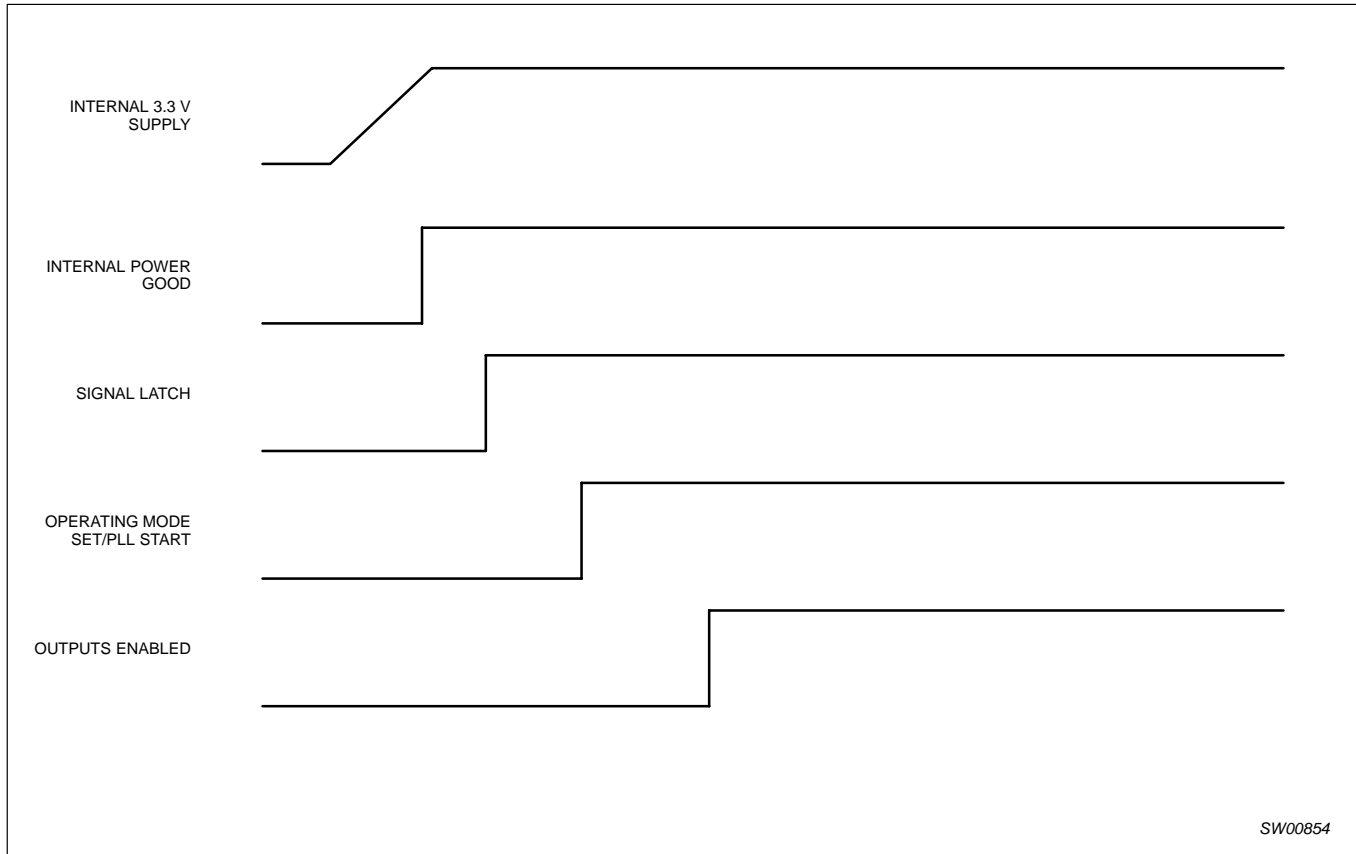 INTERNAL 3.3 V
SUPPLY
INTERNAL POWER
GOOD
SIGNAL LATCH
OPERATING MODE
SET/PLL START
OUTPUTS ENABLED
SW00854